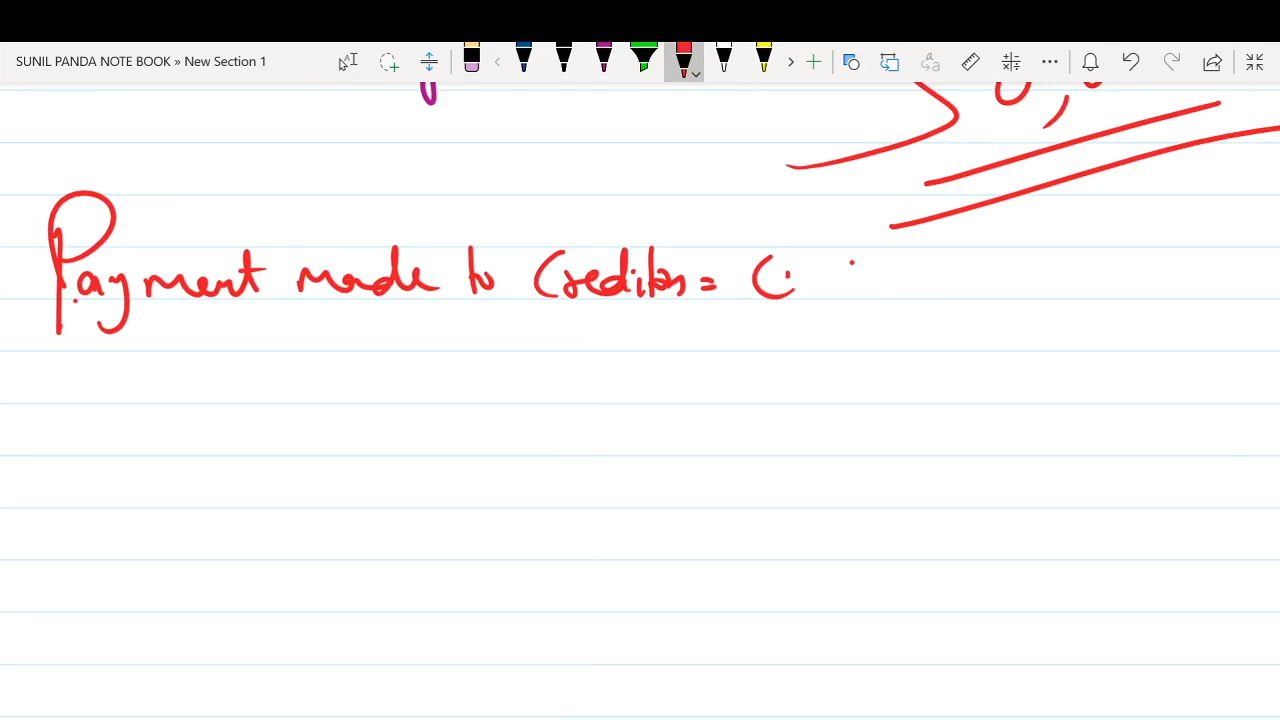 SUNIL PANDA NOTE BOOK » New Section 1
Payment made to Creditors = C